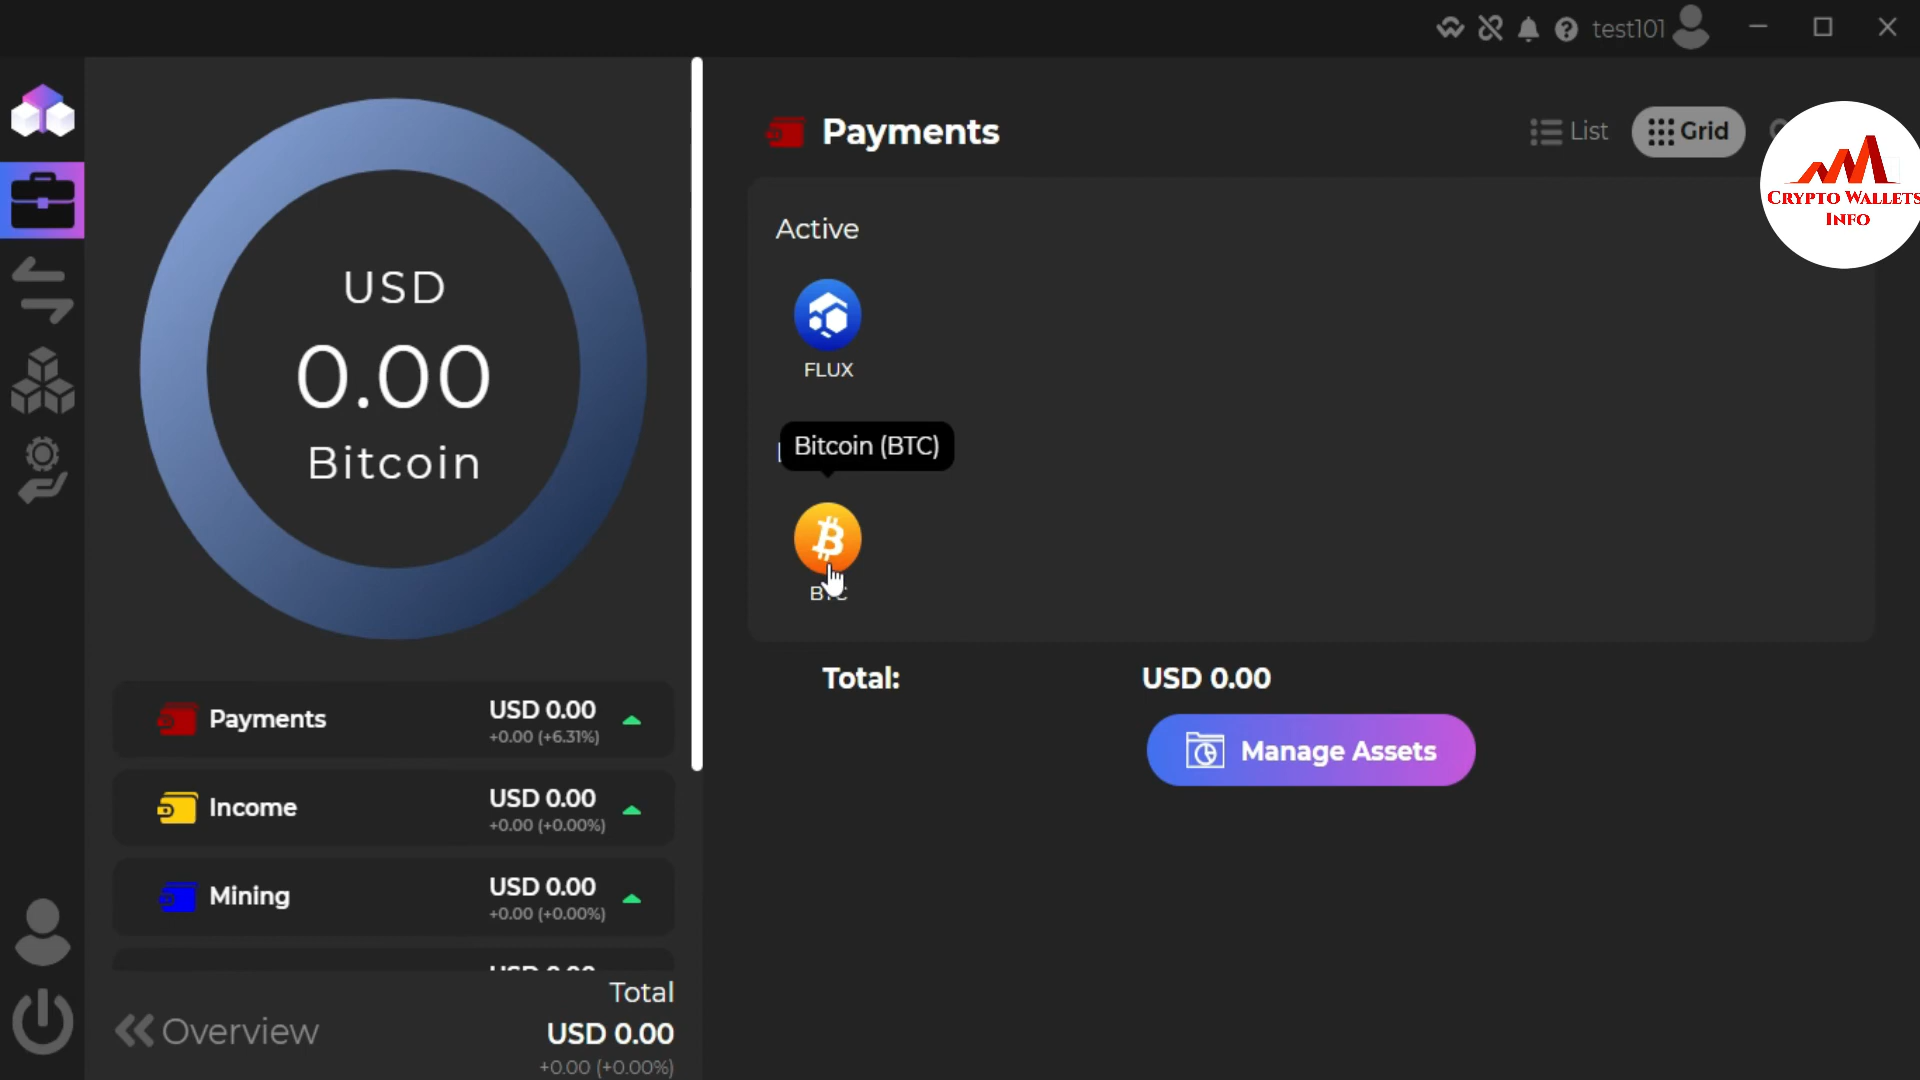 test101
USD
0.00
Bitcoin
Payments
USD 0.00
+0.00 (+6.31%)
Income
USD 0.00
+0.00 (+0.00%)
Mining
USD 0.00
+0.00 (+0.00%)
Overview
Total
USD 0.00
+0.00 (+0.00%)
Payments
List
Grid
CRYPTO WALLETS
INFO
Active
FLUX
Bitcoin (BTC)
BTC
Total:
USD 0.00
Manage Assets